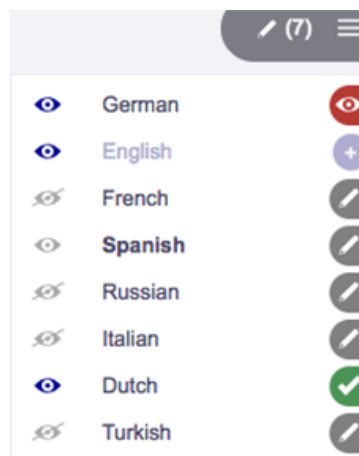 (7)
German
English
French
Spanish
Russian
Italian
Dutch
Turkish